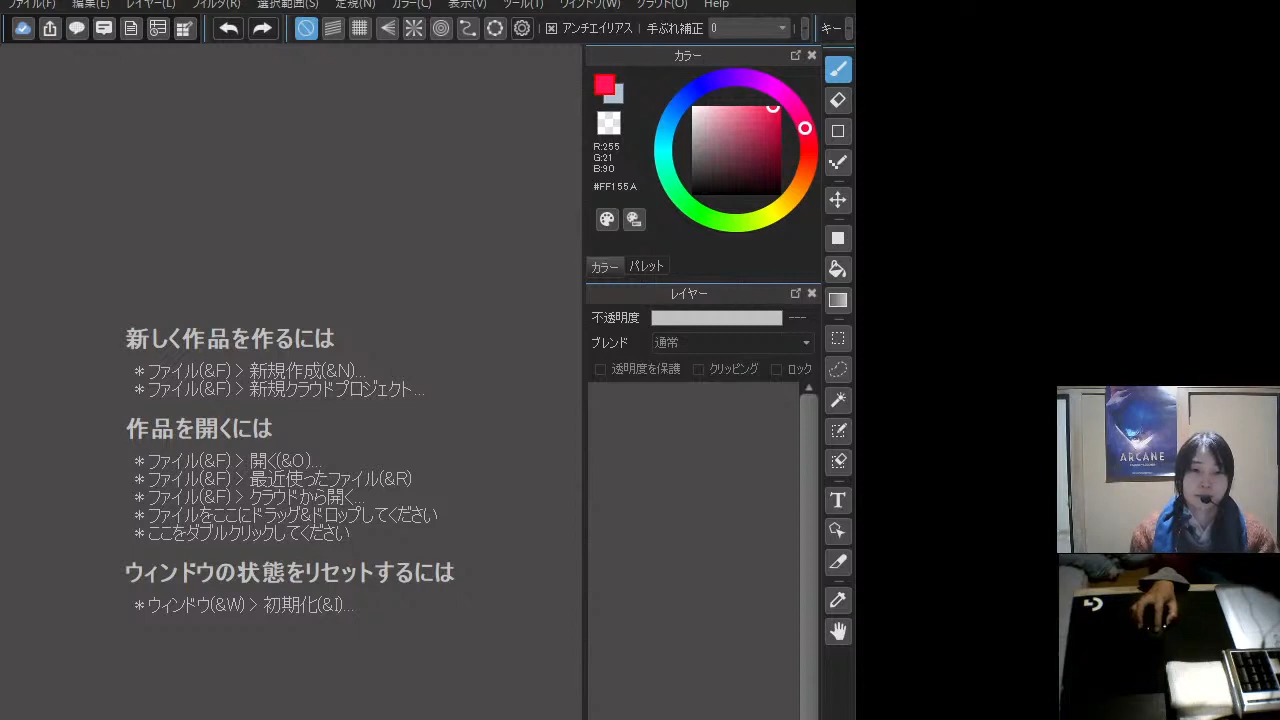 ファイル(F) 編集(E) レイヤー(L) フィルタ(R) 選択範囲(S) 定規(N) カラー(C) 表示(V) ツール(T) ウィンドウ(W) クラウド(O) Help
アンチエイリアス 手ぶれ補正 0 キー
カラー
R:255
G:21
B:90
#FF155A
カラー パレット
レイヤー
不透明度 ---
ブレンド 通常
透明度を保護 クリッピング ロック
新しく作品を作るには
* ファイル(&F) > 新規作成(&N)...
* ファイル(&F) > 新規クラウドプロジェクト...
作品を開くには
* ファイル(&F) > 開く(&O)...
* ファイル(&F) > 最近使ったファイル(&R)
* ファイル(&F) > クラウドから開く...
* ファイルをここにドラッグ&ドロップしてください
* ここをダブルクリックしてください
ウィンドウの状態をリセットするには
* ウィンドウ(&W) > 初期化(&I)...
T
ARCANE